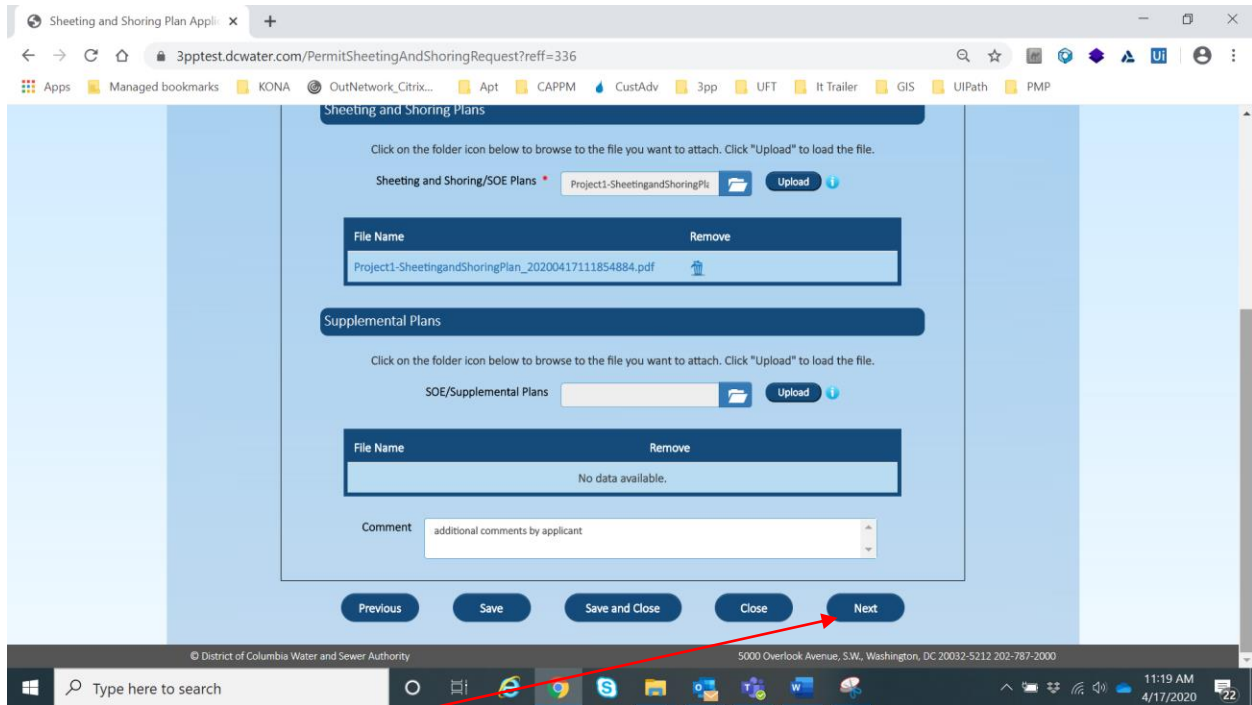 Sheeting and Shoring Plan Appli
3pptest.dcwater.com/PermitSheetingAndShoringRequest?reff=336
Ui
Apps Managed bookmarks KONA OutNetwork_Citrix... Apt CAPPM CustAdv 3pp UFT It Trailer GIS UIPath PMP
Sheeting and Shoring Plans
Click on the folder icon below to browse to the file you want to attach. Click "Upload" to load the file.
Sheeting and Shoring/SOE Plans * Project1-SheetingandShoringPla Upload
File Name Remove
Project1-SheetingandShoringPlan_20200417111854884.pdf
Supplemental Plans
Click on the folder icon below to browse to the file you want to attach. Click "Upload" to load the file.
SOE/Supplemental Plans Upload
File Name Remove
No data available.
Comment additional comments by applicant
Previous Save Save and Close Close Next
© District of Columbia Water and Sewer Authority 5000 Overlook Avenue, S.W., Washington, DC 20032-5212 202-787-2000
Type here to search
11:19 AM
4/17/2020
22